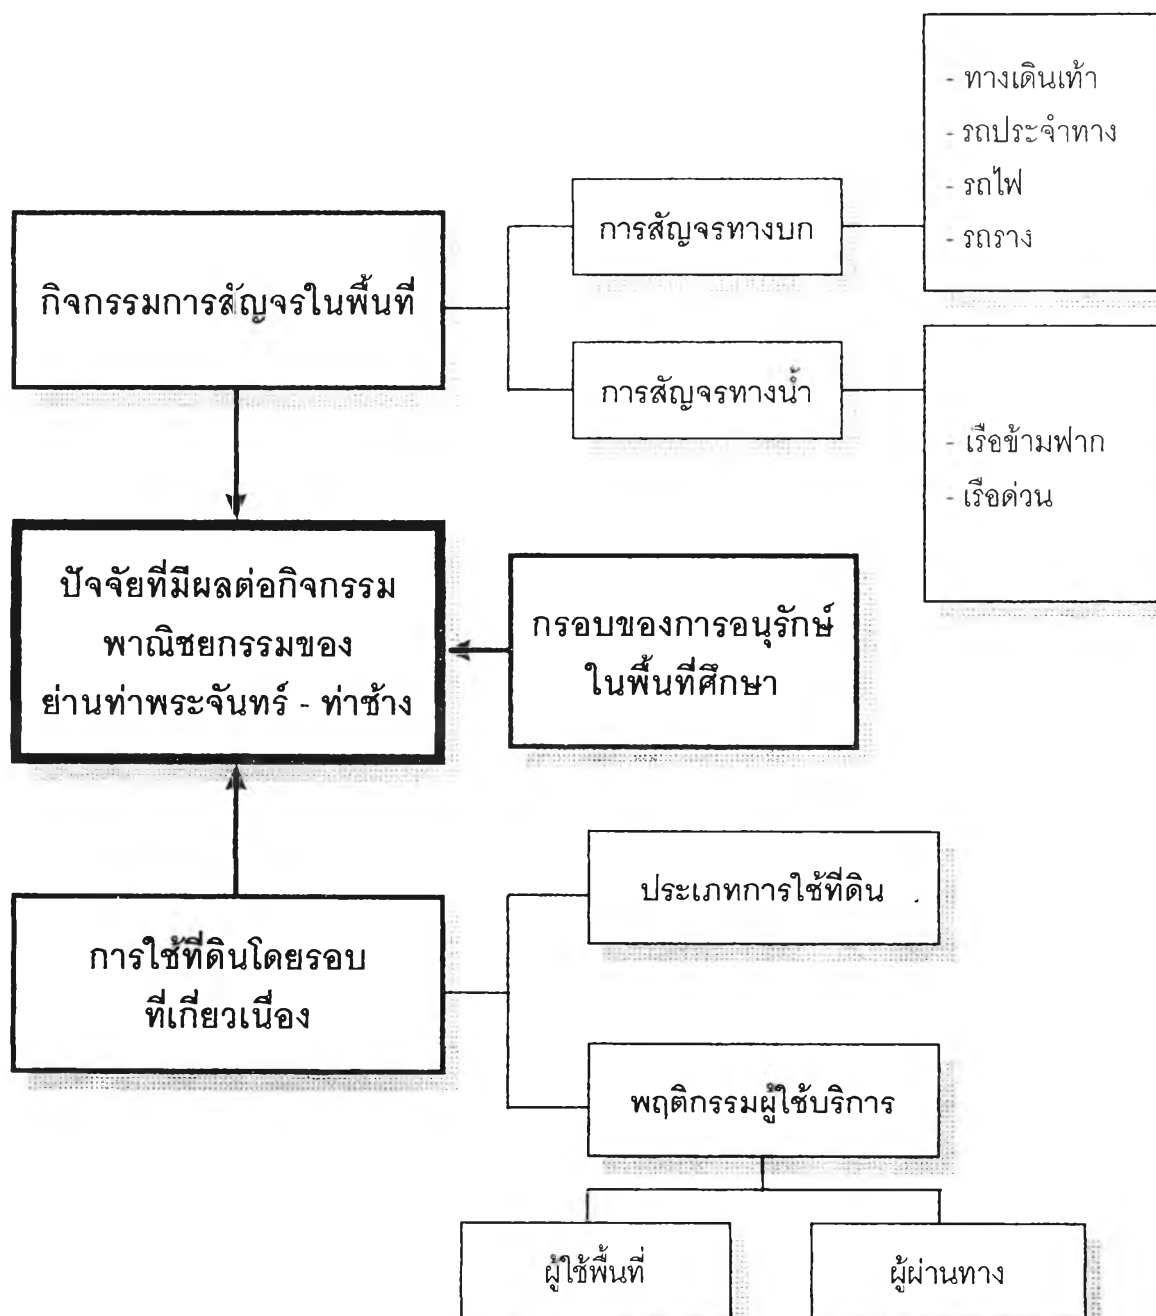 - ทางเดินเท้า
- รถประจำทาง
- รถไฟ
- รถราง
การสัญจรทางบก
กิจกรรมการสัญจรในพื้นที่
การสัญจรทางน้ำ
- เรือข้ามฟาก
- เรือด่วน
ปัจจัยที่มีผลต่อกิจกรรม
พาณิชยกรรมของ
ย่านท่าพระจันทร์ - ท่าช้าง
กรอบของการอนุรักษ์
ในพื้นที่ศึกษา
ประเภทการใช้ที่ดิน
การใช้ที่ดินโดยรอบ
ที่เกี่ยวเนื่อง
พฤติกรรมผู้ใช้บริการ
ผู้ใช้พื้นที่
ผู้ผ่านทาง